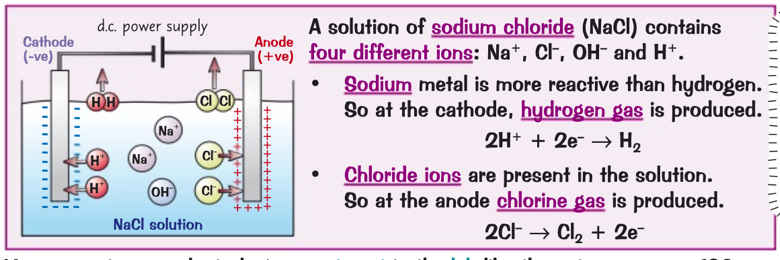 d.c. power supply
Cathode
(-ve)
Anode
(+ve)
H H
Cl Cl
Na⁺
Na⁺
Cl⁻
H⁺
H⁺
OH⁻
Cl⁻
NaCl solution
A solution of sodium chloride (NaCl) contains
four different ions: Na⁺, Cl⁻, OH⁻ and H⁺.
• Sodium metal is more reactive than hydrogen.
So at the cathode, hydrogen gas is produced.
2H⁺ + 2e⁻ → H₂
• Chloride ions are present in the solution.
So at the anode chlorine gas is produced.
2Cl⁻ → Cl₂ + 2e⁻